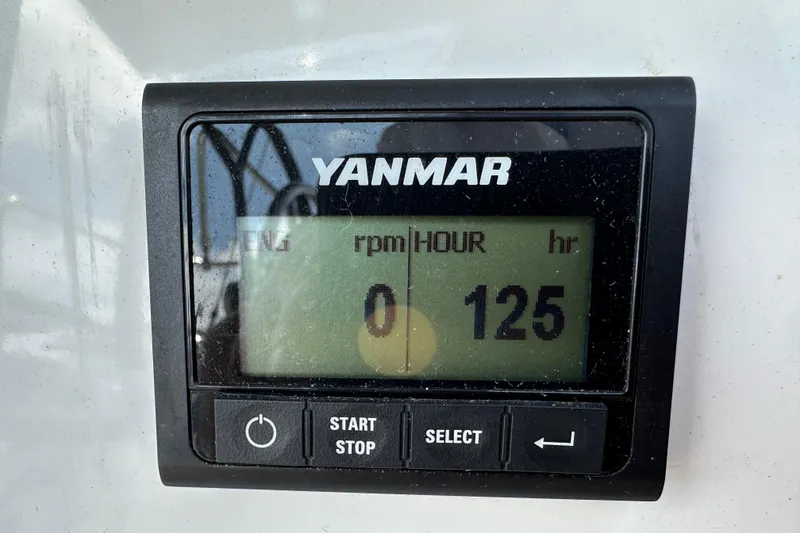 YANMAR
ENG rpm HOUR hr
0 125
START STOP SELECT